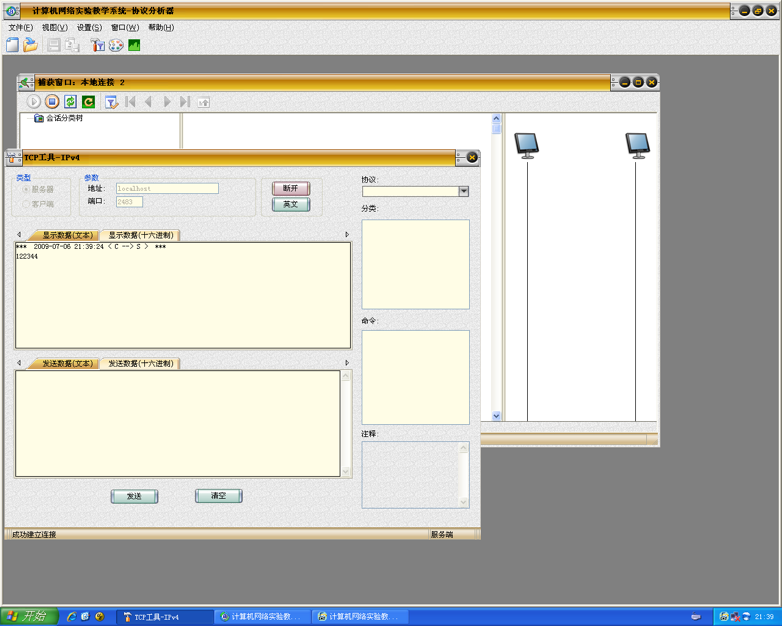 计算机网络实验教学系统-协议分析器
文件(F) 视图(V) 设置(S) 窗口(W) 帮助(H)
捕获窗口: 本地连接 2
会话分类树
TCP工具-IPv4
类型
服务器
客户端
参数
地址: localhost
端口: 2483
断开
英文
协议:
分类:
显示数据(文本) 显示数据(十六进制)
*** 2009-07-06 21:39:24 < C --> S > ***
122344
命令:
发送数据(文本) 发送数据(十六进制)
注释:
发送 清空
成功建立连接 服务端
开始 TCP工具-IPv4 计算机网络实验教... 计算机网络实验教... 21:39